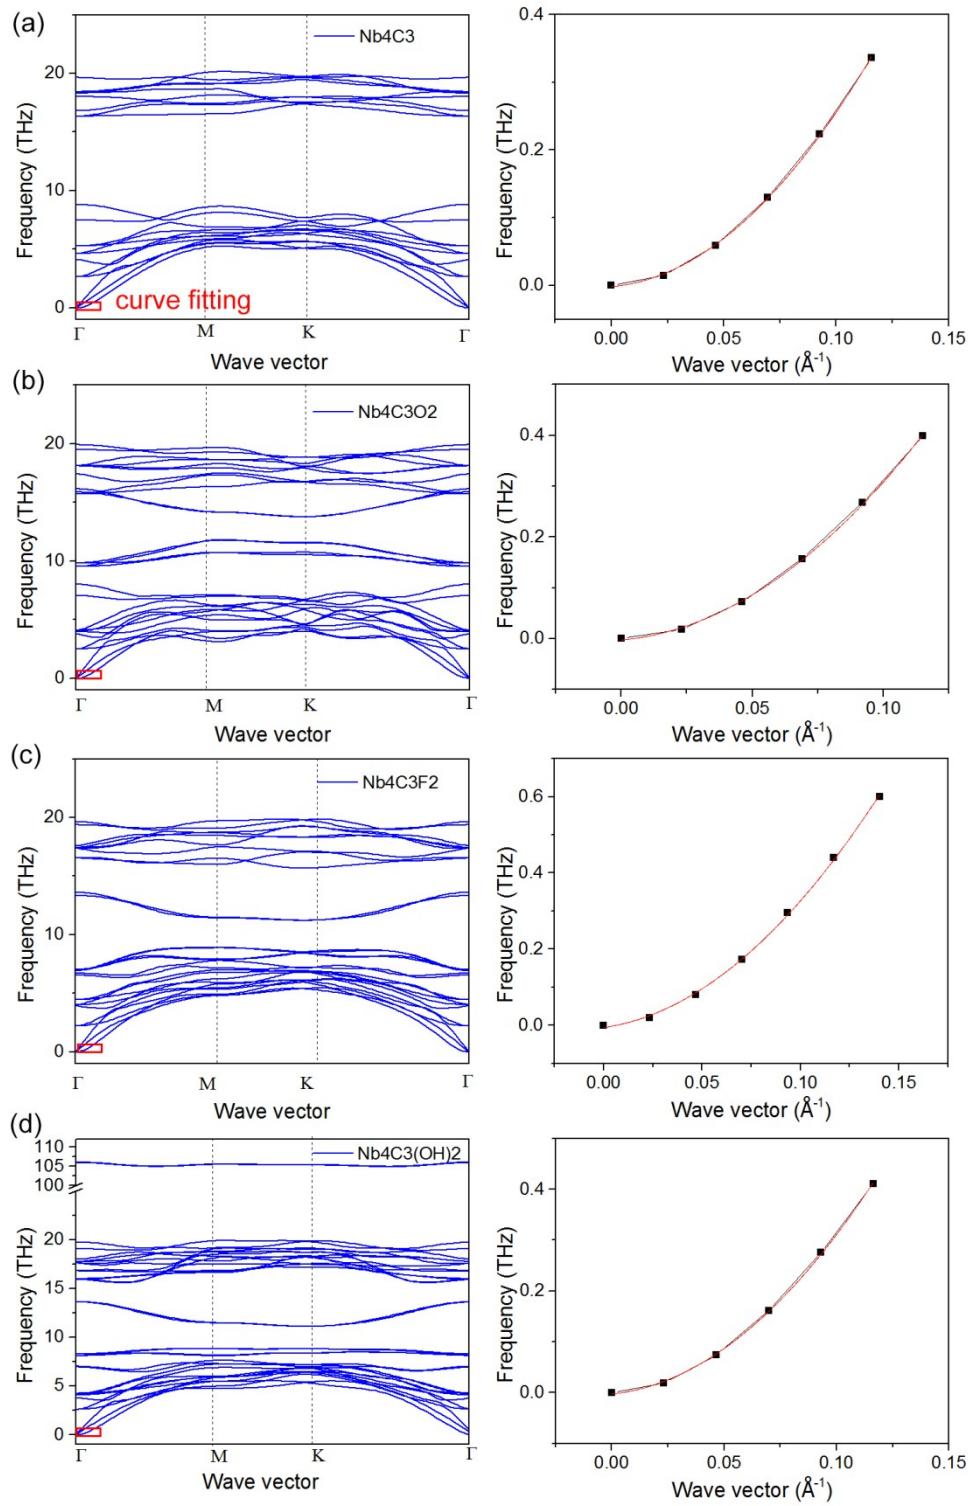 (a)
Nb4C3
Frequency (THz)
20
10
0
curve fitting
Γ M K Γ
Wave vector
Frequency (THz)
0.4
0.2
0.0
0.00 0.05 0.10 0.15
Wave vector (Å⁻¹)
(b)
Nb4C3O2
Frequency (THz)
20
10
0
Γ M K Γ
Wave vector
Frequency (THz)
0.4
0.2
0.0
0.00 0.05 0.10
Wave vector (Å⁻¹)
(c)
Nb4C3F2
Frequency (THz)
20
10
0
Γ M K Γ
Wave vector
Frequency (THz)
0.6
0.4
0.2
0.0
0.00 0.05 0.10 0.15
Wave vector (Å⁻¹)
(d)
Nb4C3(OH)2
Frequency (THz)
110
105
100
20
15
10
5
0
Γ M K Γ
Wave vector
Frequency (THz)
0.4
0.2
0.0
0.00 0.05 0.10 0.15
Wave vector (Å⁻¹)